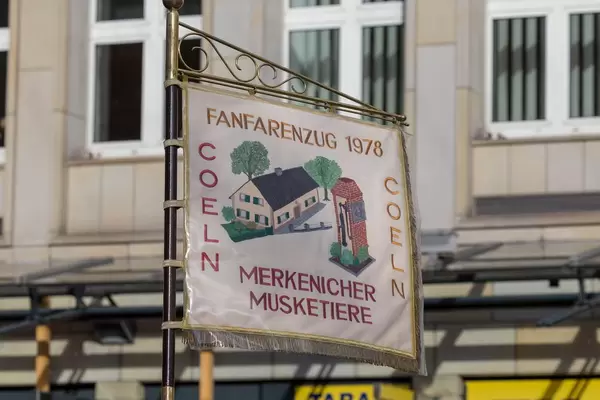 FANFARENZUG 1978
COELN
COELN
MERKENICHER
MUSKETIERE